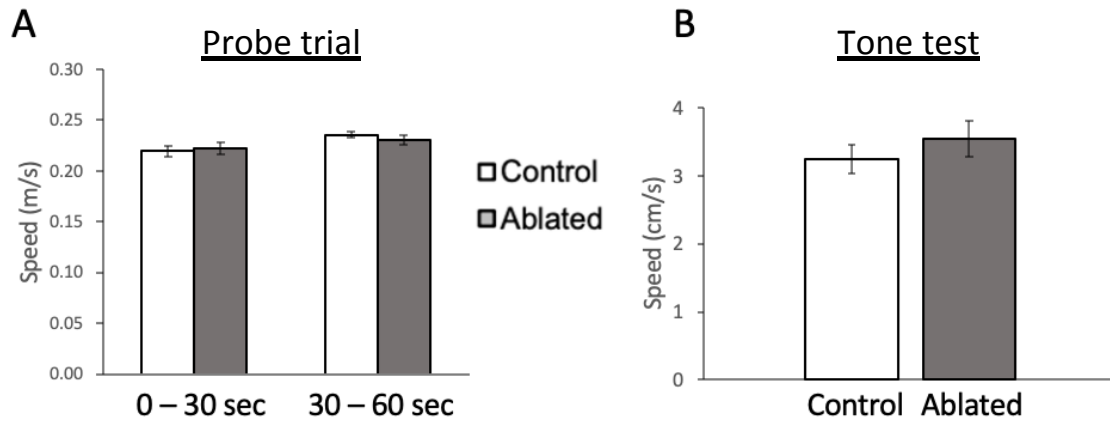 A
Probe trial
Speed (m/s)
0.30
0.25
0.20
0.15
0.10
0.05
0.00
0 – 30 sec
30 – 60 sec
Control
Ablated
B
Tone test
Speed (cm/s)
4
3
2
1
0
Control
Ablated